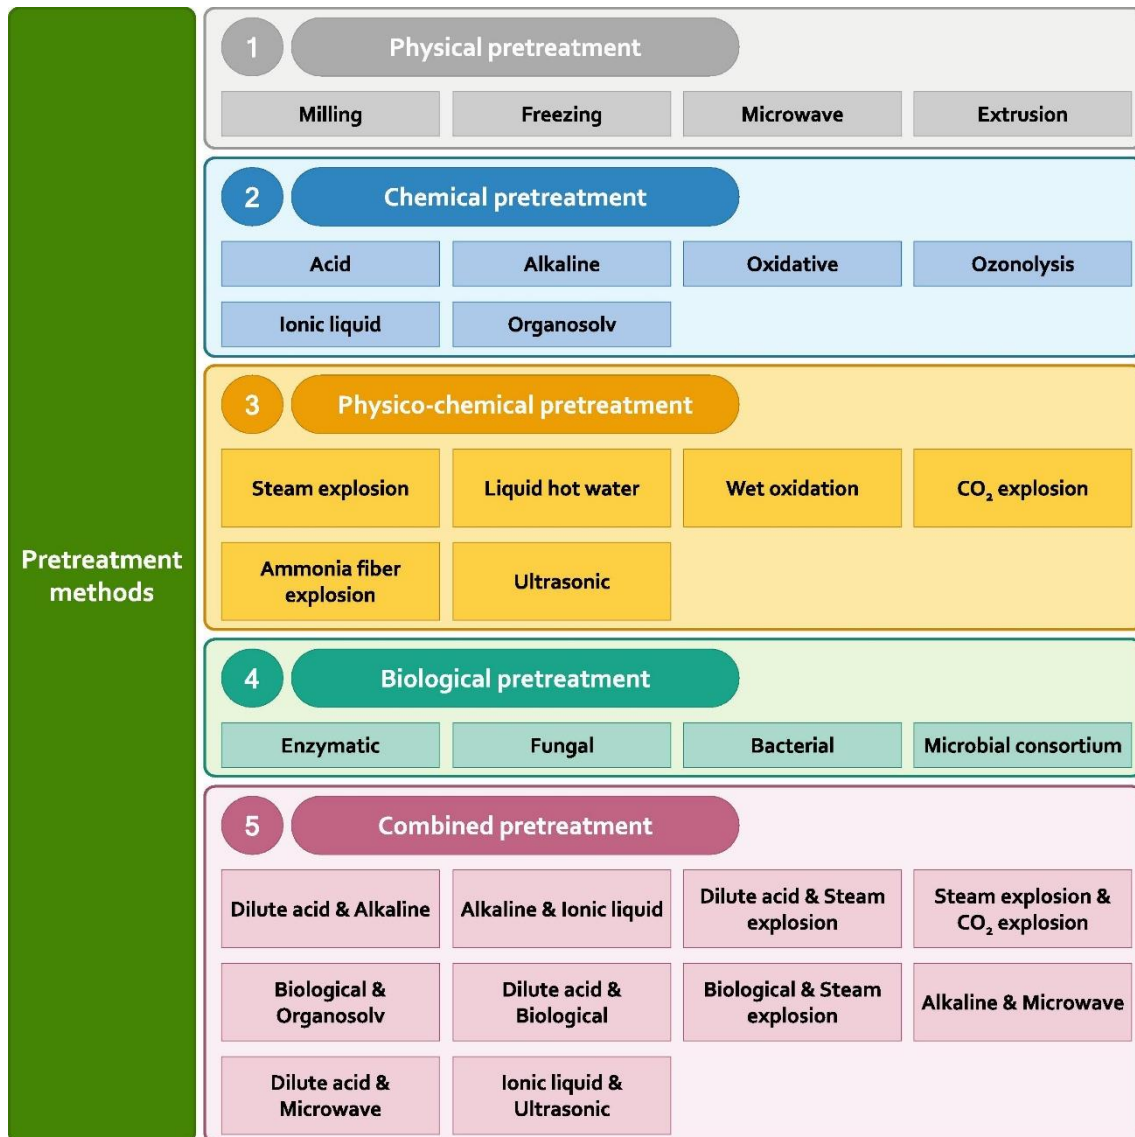 Pretreatment
methods
1
Physical pretreatment
Milling
Freezing
Microwave
Extrusion
2
Chemical pretreatment
Acid
Alkaline
Oxidative
Ozonolysis
Ionic liquid
Organosolv
3
Physico-chemical pretreatment
Steam explosion
Liquid hot water
Wet oxidation
CO₂ explosion
Ammonia fiber
explosion
Ultrasonic
4
Biological pretreatment
Enzymatic
Fungal
Bacterial
Microbial consortium
5
Combined pretreatment
Dilute acid & Alkaline
Alkaline & Ionic liquid
Dilute acid & Steam
explosion
Steam explosion &
CO₂ explosion
Biological &
Organosolv
Dilute acid &
Biological
Biological & Steam
explosion
Alkaline & Microwave
Dilute acid &
Microwave
Ionic liquid &
Ultrasonic